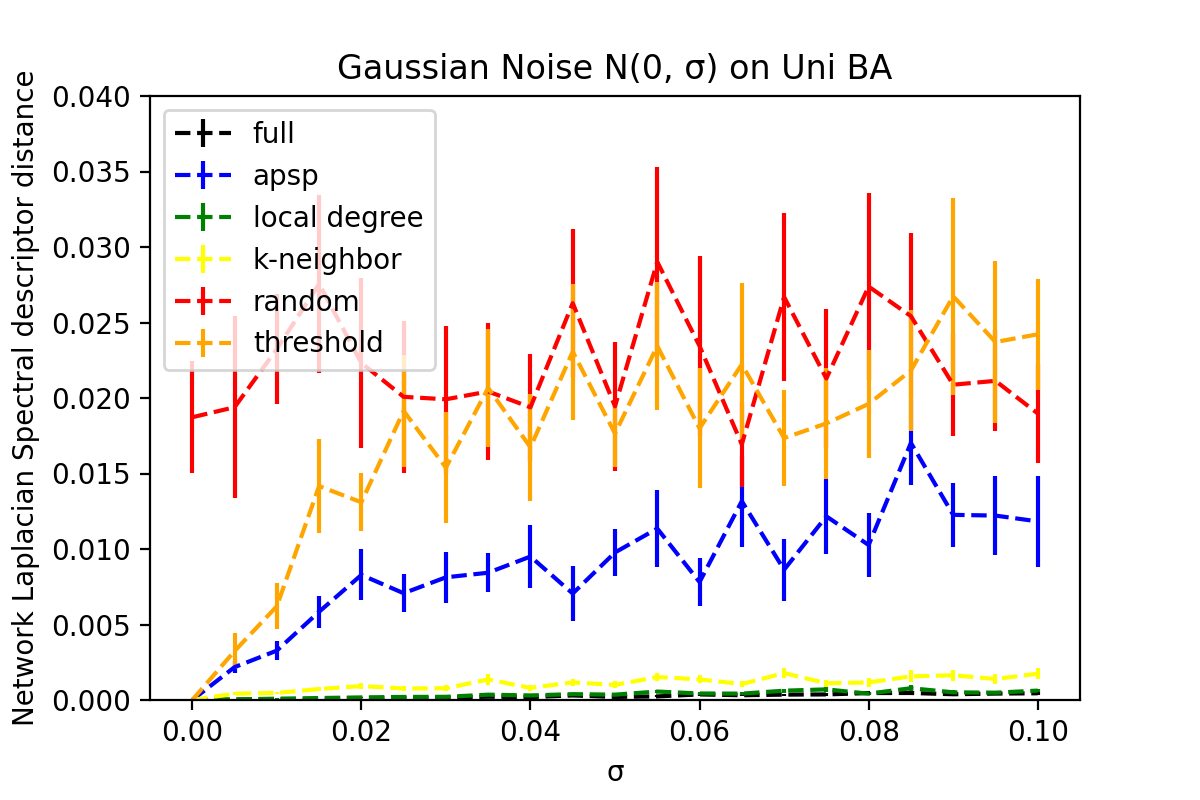 Gaussian Noise N(0, σ) on Uni BA
Network Laplacian Spectral descriptor distance
0.040
0.035
0.030
0.025
0.020
0.015
0.010
0.005
0.000
full
apsp
local degree
k-neighbor
random
threshold
0.00 0.02 0.04 0.06 0.08 0.10
σ